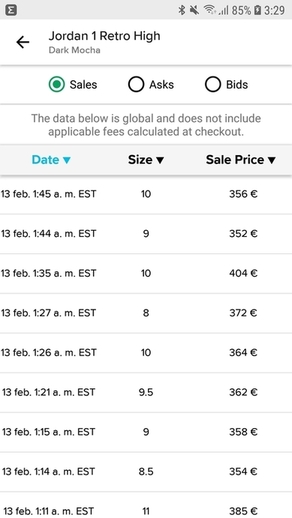 85% 3:29
Jordan 1 Retro High
Dark Mocha
Sales Asks Bids
The data below is global and does not include
applicable fees calculated at checkout.
Date ▼ Size ▼ Sale Price ▼
13 feb. 1:45 a. m. EST 10 356 €
13 feb. 1:44 a. m. EST 9 352 €
13 feb. 1:35 a. m. EST 10 404 €
13 feb. 1:27 a. m. EST 8 372 €
13 feb. 1:26 a. m. EST 10 364 €
13 feb. 1:21 a. m. EST 9.5 362 €
13 feb. 1:15 a. m. EST 9 358 €
13 feb. 1:14 a. m. EST 8.5 354 €
13 feb. 1:11 a. m. EST 11 385 €